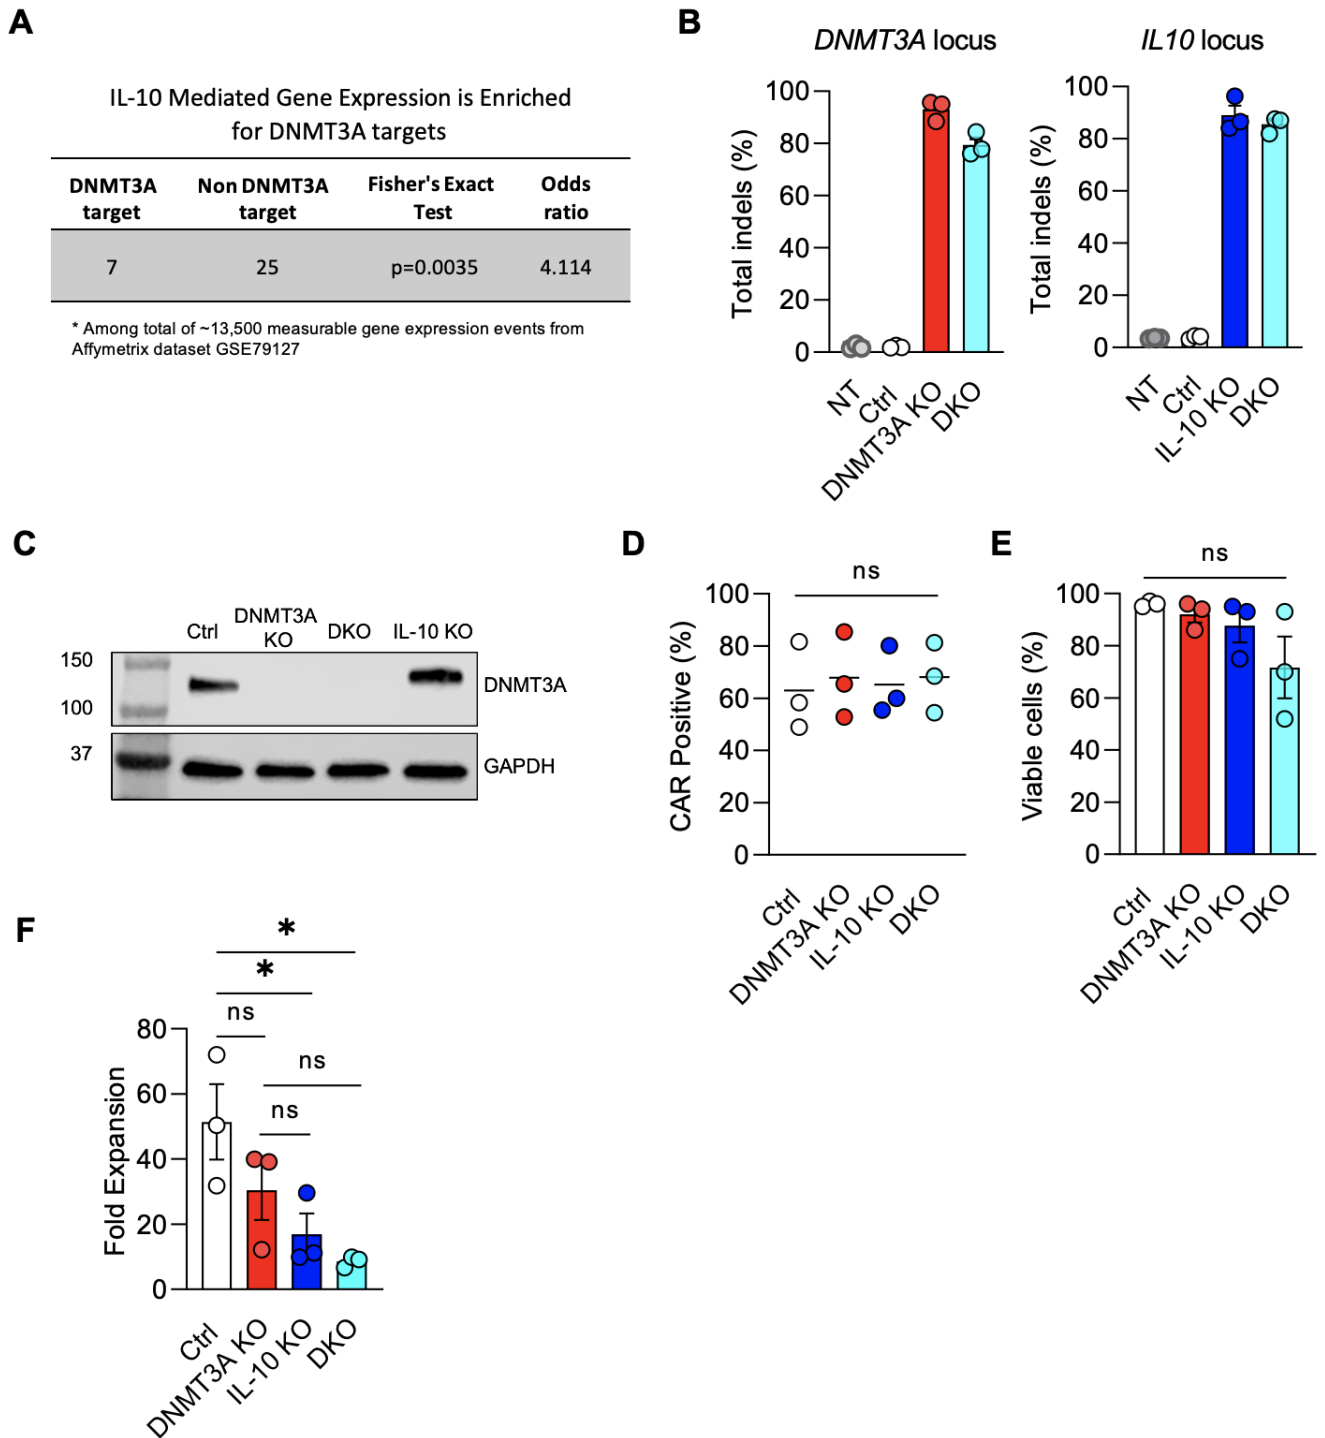 A
IL-10 Mediated Gene Expression is Enriched
for DNMT3A targets
DNMT3A target
Non DNMT3A target
Fisher's Exact Test
Odds ratio
7
25
p=0.0035
4.114
* Among total of ~13,500 measurable gene expression events from
Affymetrix dataset GSE79127
B
DNMT3A locus
Total indels (%)
100
80
60
40
20
0
NT
Ctrl
DNMT3A KO
DKO
IL10 locus
Total indels (%)
100
80
60
40
20
0
NT
Ctrl
IL-10 KO
DKO
C
Ctrl
DNMT3A
KO
DKO
IL-10 KO
150
100
37
DNMT3A
GAPDH
D
ns
CAR Positive (%)
100
80
60
40
20
0
Ctrl
DNMT3A KO
IL-10 KO
DKO
E
ns
Viable cells (%)
100
80
60
40
20
0
Ctrl
DNMT3A KO
IL-10 KO
DKO
F
*
*
ns
ns
ns
Fold Expansion
80
60
40
20
0
Ctrl
DNMT3A KO
IL-10 KO
DKO